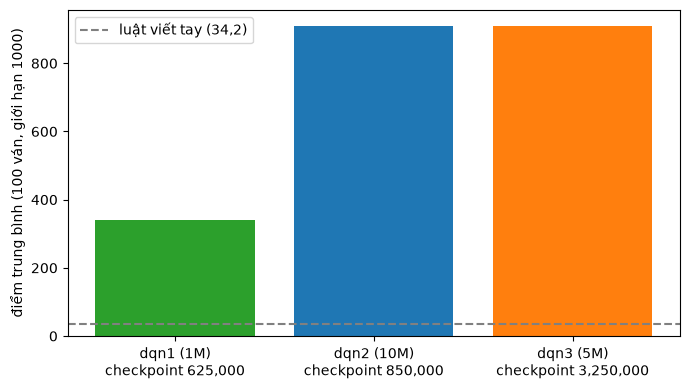 điểm trung bình (100 ván, giới hạn 1000)
800
600
400
200
0
luật viết tay (34,2)
dqn1 (1M)
checkpoint 625,000
dqn2 (10M)
checkpoint 850,000
dqn3 (5M)
checkpoint 3,250,000